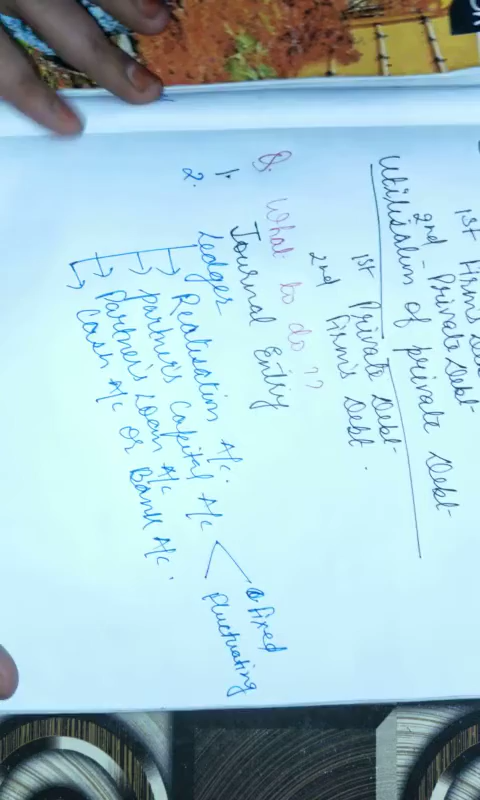 1st Firm's Deb
2nd Private Debt-
Utilisation of private Debt-
1st Private Debt-
2nd Firm's Debt.
Q. What to do ??
1. Journal Entry
2. Ledger
→ Realisation A/c.
→ partner's Capital A/c < fixed
fluctuating
→ Partner's Loan A/c
→ Cash A/c or Bank A/c.